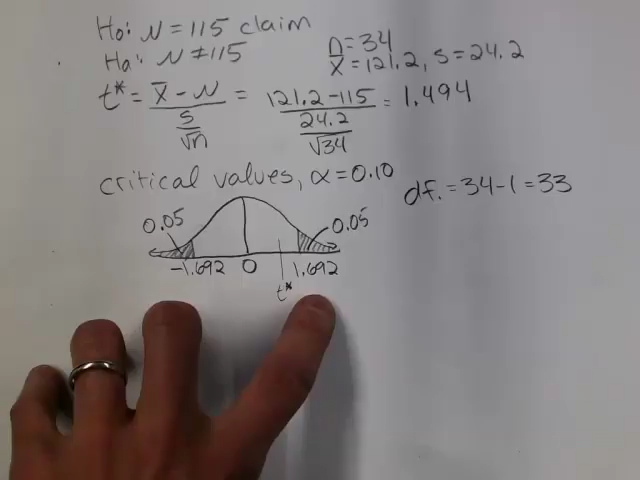 Ho: μ = 115 claim
Ha: μ ≠ 115
n = 34
x̄ = 121.2, s = 24.2
t* = (x̄ - μ) / (s / √n) = (121.2 - 115) / (24.2 / √34) = 1.494
critical values, α = 0.10
df. = 34 - 1 = 33
0.05 0.05
-1.692 0 1.692
t*